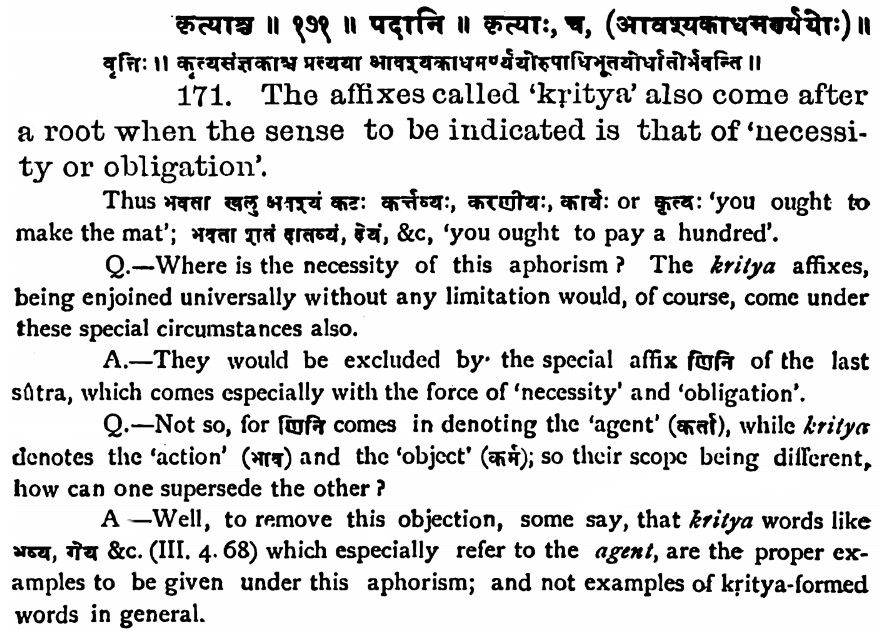 कृत्याश्च ॥ १७१ ॥ पदानि ॥ कृत्याः, च, (आवश्यकाधमर्ण्ययोः) ॥
वृत्तिः ॥ कृत्यसंज्ञकाश्च प्रत्यया आवश्यकाधमर्ण्ययोरुपाधिभूतयोर्धातोर्भवन्ति ॥
171. The affixes called 'kṛitya' also come after
a root when the sense to be indicated is that of 'necessi-
ty or obligation'.
Thus भवता खलु अवश्यं कटः कर्त्तव्यः, करणीयः, कार्यः or कृत्यः 'you ought to
make the mat'; भवता शतं दातव्यं, देयं, &c, 'you ought to pay a hundred'.
Q.—Where is the necessity of this aphorism? The kritya affixes,
being enjoined universally without any limitation would, of course, come under
these special circumstances also.
A.—They would be excluded by the special affix णिनि of the last
sûtra, which comes especially with the force of 'necessity' and 'obligation'.
Q.—Not so, for णिनि comes in denoting the 'agent' (कर्ता), while kritya
denotes the 'action' (भाव) and the 'object' (कर्म); so their scope being different,
how can one supersede the other?
A —Well, to remove this objection, some say, that kritya words like
भव्य, गेय &c. (III. 4. 68) which especially refer to the agent, are the proper ex-
amples to be given under this aphorism; and not examples of kṛitya-formed
words in general.